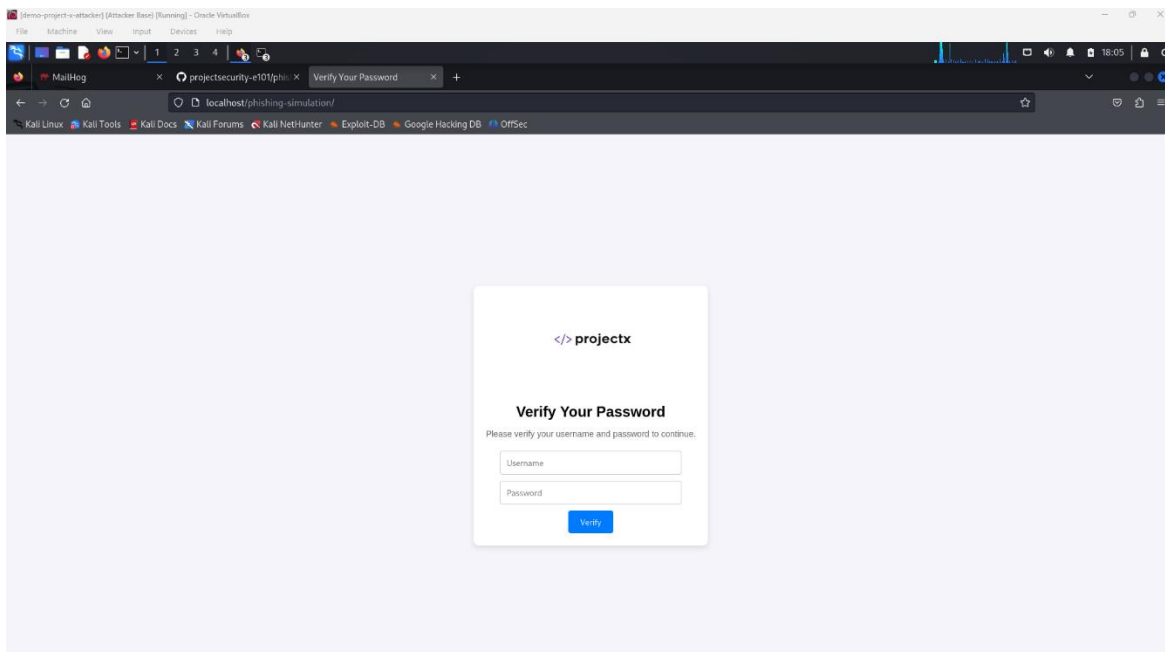 [demo-project-x-attacker] (Attacker Base) [Running] - Oracle VirtualBox
File Machine View Input Devices Help
1 2 3 4 18:05
MailHog projectsecurity-e101/phis Verify Your Password
localhost/phishing-simulation/
Kali Linux Kali Tools Kali Docs Kali Forums Kali NetHunter Exploit-DB Google Hacking DB OffSec
</> projectx
Verify Your Password
Please verify your username and password to continue.
Username
Password
Verify